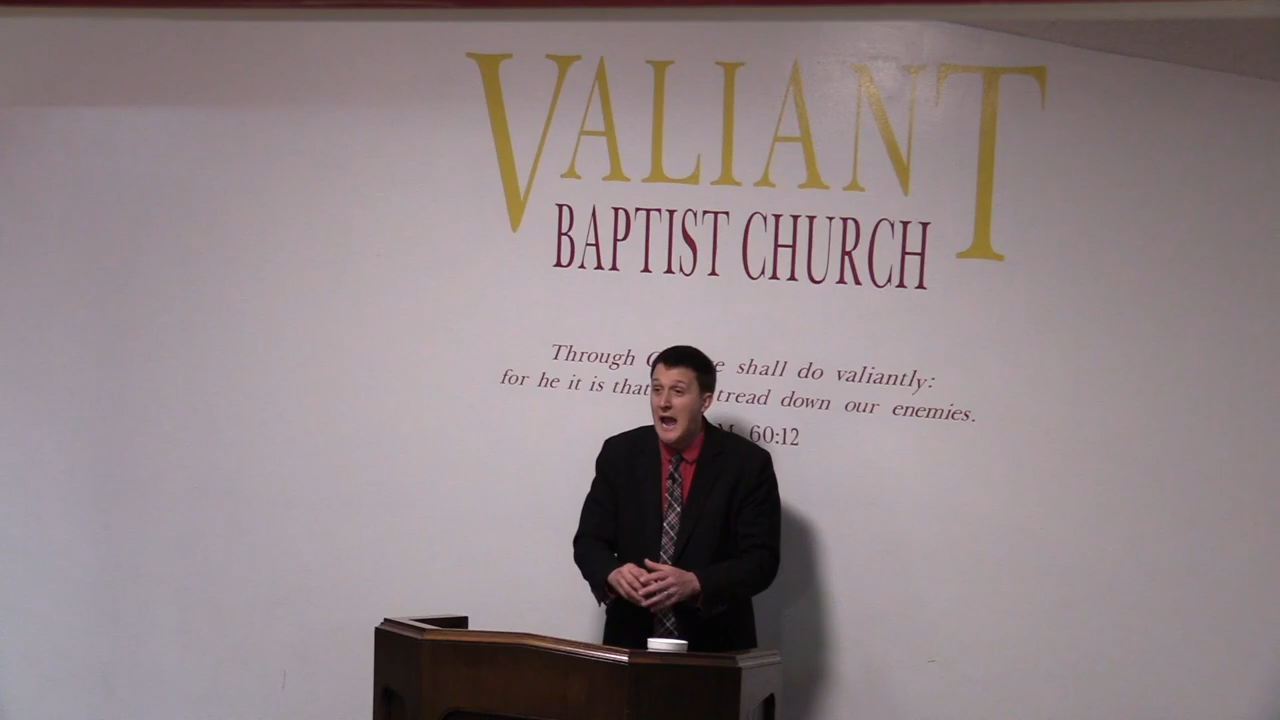 VALIANT
BAPTIST CHURCH
Through shall do valiantly:
for he it is that tread down our enemies.
60:12